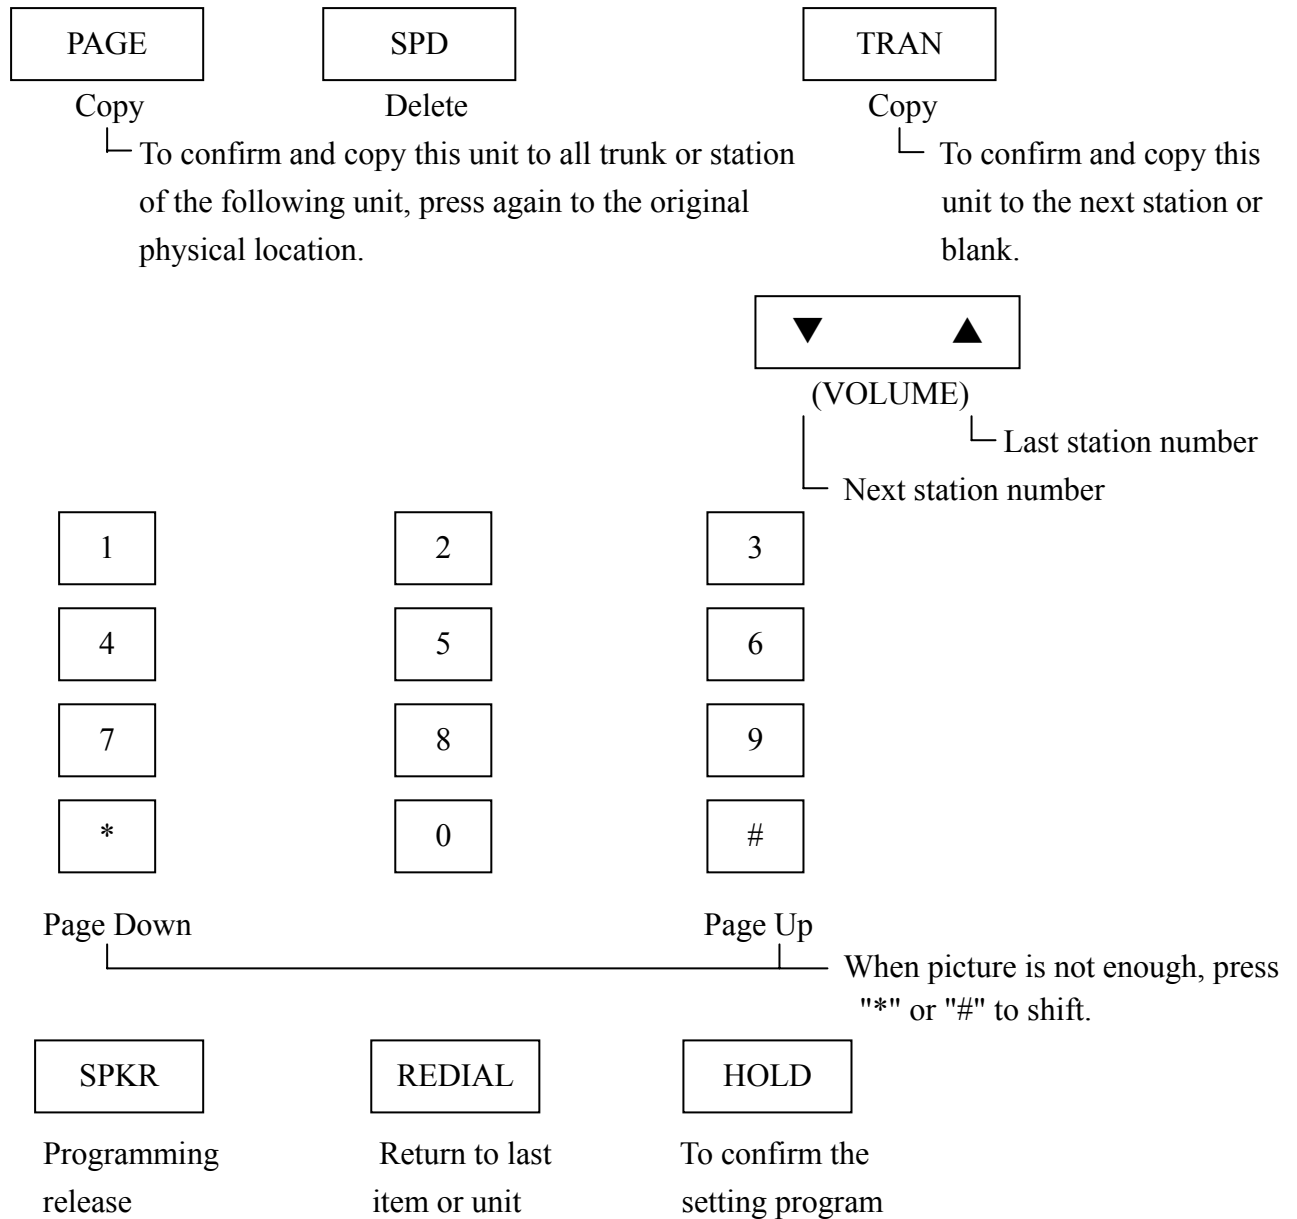 PAGE SPD TRAN
Copy Delete Copy
To confirm and copy this unit to all trunk or station
of the following unit, press again to the original
physical location.
To confirm and copy this
unit to the next station or
blank.
▼ ▲
(VOLUME)
Last station number
Next station number
1 2 3
4 5 6
7 8 9
* 0 #
Page Down Page Up
When picture is not enough, press
"*" or "#" to shift.
SPKR REDIAL HOLD
Programming
release
Return to last
item or unit
To confirm the
setting program